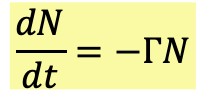 dN/dt = −ΓN